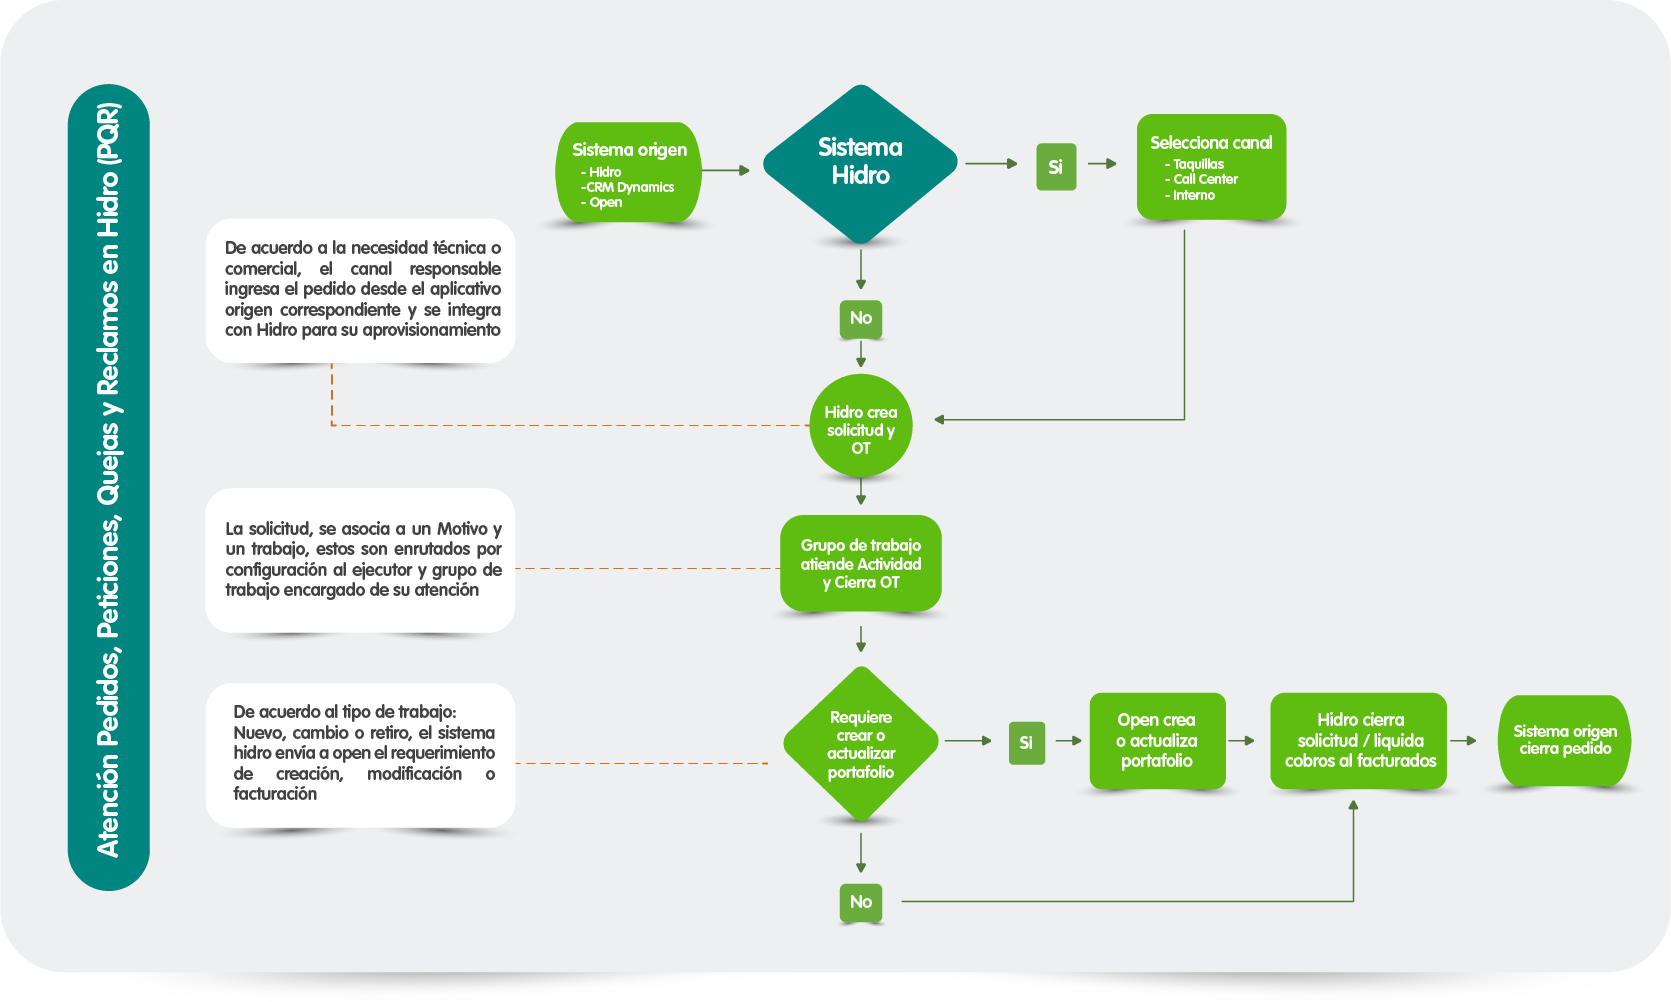 Atención Pedidos, Peticiones, Quejas y Reclamos en Hidro (PQR)
Sistema origen
- Hidro
-CRM Dynamics
- Open
Sistema
Hidro
Si
Selecciona canal
- Taquillas
- Call Center
- Interno
De acuerdo a la necesidad técnica o
comercial, el canal responsable
ingresa el pedido desde el aplicativo
origen correspondiente y se integra
con Hidro para su aprovisionamiento
No
Hidro crea
solicitud y
OT
La solicitud, se asocia a un Motivo y
un trabajo, estos son enrutados por
configuración al ejecutor y grupo de
trabajo encargado de su atención
Grupo de trabajo
atiende Actividad
y Cierra OT
De acuerdo al tipo de trabajo:
Nuevo, cambio o retiro, el sistema
hidro envía a open el requerimiento
de creación, modificación o
facturación
Requiere
crear o
actualizar
portafolio
Si
Open crea
o actualiza
portafolio
Hidro cierra
solicitud / liquida
cobros al facturados
Sistema origen
cierra pedido
No